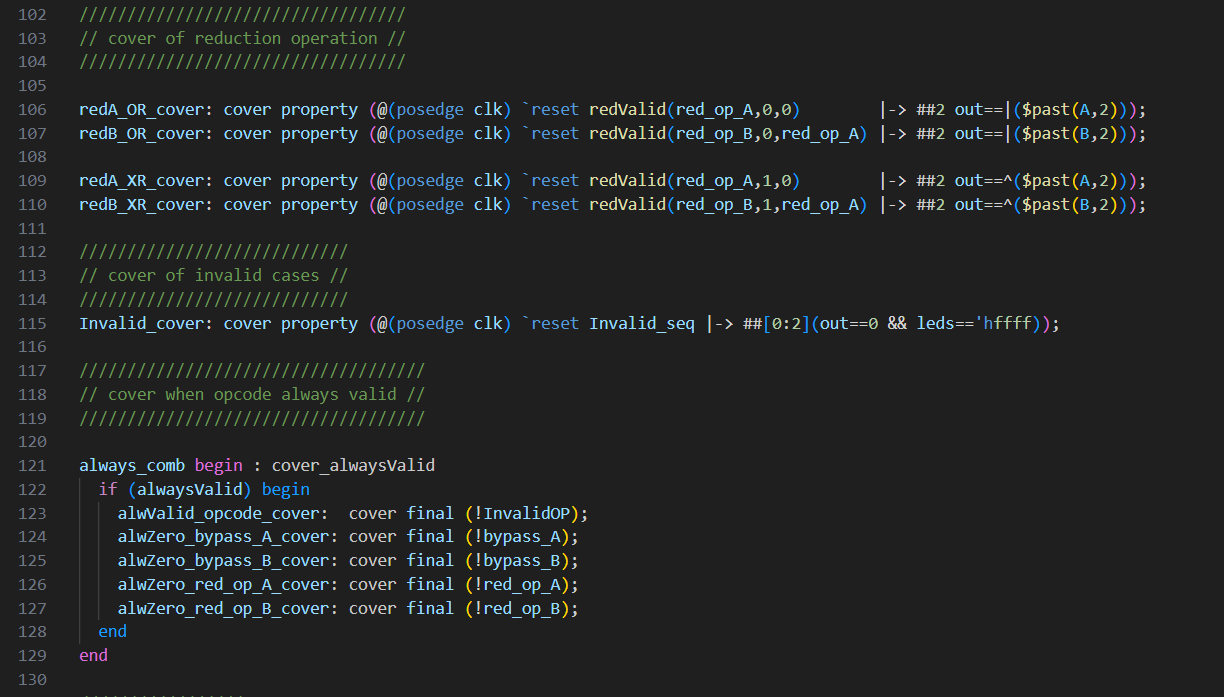 102 //////////////////////////////////
103 // cover of reduction operation //
104 //////////////////////////////////
105
106 redA_OR_cover: cover property (@(posedge clk) `reset redValid(red_op_A,0,0)        |-> ##2 out==|($past(A,2)));
107 redB_OR_cover: cover property (@(posedge clk) `reset redValid(red_op_B,0,red_op_A) |-> ##2 out==|($past(B,2)));
108
109 redA_XR_cover: cover property (@(posedge clk) `reset redValid(red_op_A,1,0)        |-> ##2 out==^($past(A,2)));
110 redB_XR_cover: cover property (@(posedge clk) `reset redValid(red_op_B,1,red_op_A) |-> ##2 out==^($past(B,2)));
111
112 ////////////////////////////
113 // cover of invalid cases //
114 ////////////////////////////
115 Invalid_cover: cover property (@(posedge clk) `reset Invalid_seq |-> ##[0:2](out==0 && leds=='hffff));
116
117 ////////////////////////////////////
118 // cover when opcode always valid //
119 ////////////////////////////////////
120
121 always_comb begin : cover_alwaysValid
122   if (alwaysValid) begin
123     alwValid_opcode_cover:  cover final (!InvalidOP);
124     alwZero_bypass_A_cover: cover final (!bypass_A);
125     alwZero_bypass_B_cover: cover final (!bypass_B);
126     alwZero_red_op_A_cover: cover final (!red_op_A);
127     alwZero_red_op_B_cover: cover final (!red_op_B);
128   end
129 end
130